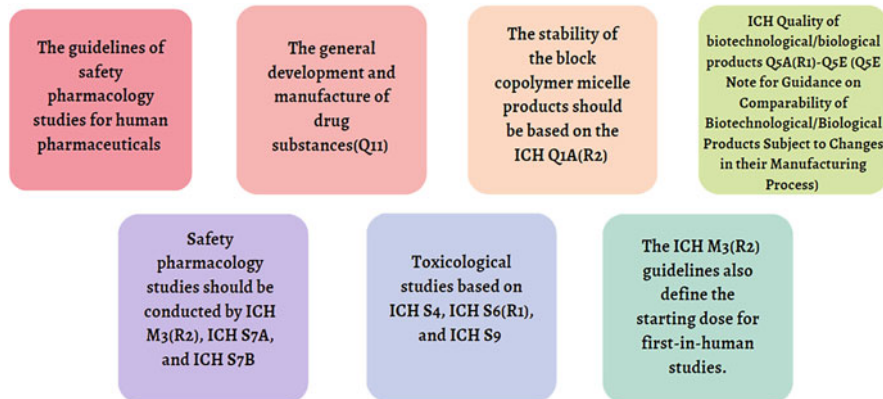 The guidelines of
safety
pharmacology
studies for human
pharmaceuticals
The general
development and
manufacture of
drug
substances(Q11)
The stability of
the block
copolymer micelle
products should
be based on the
ICH Q1A(R2)
ICH Quality of
biotechnological/biological
products Q5A(R1)-Q5E (Q5E
Note for Guidance on
Comparability of
Biotechnological/Biological
Products Subject to Changes
in their Manufacturing
Process)
Safety
pharmacology
studies should be
conducted by ICH
M3(R2), ICH S7A,
and ICH S7B
Toxicological
studies based on
ICH S4, ICH S6(R1),
and ICH S9
The ICH M3(R2)
guidelines also
define the
starting dose for
first-in-human
studies.